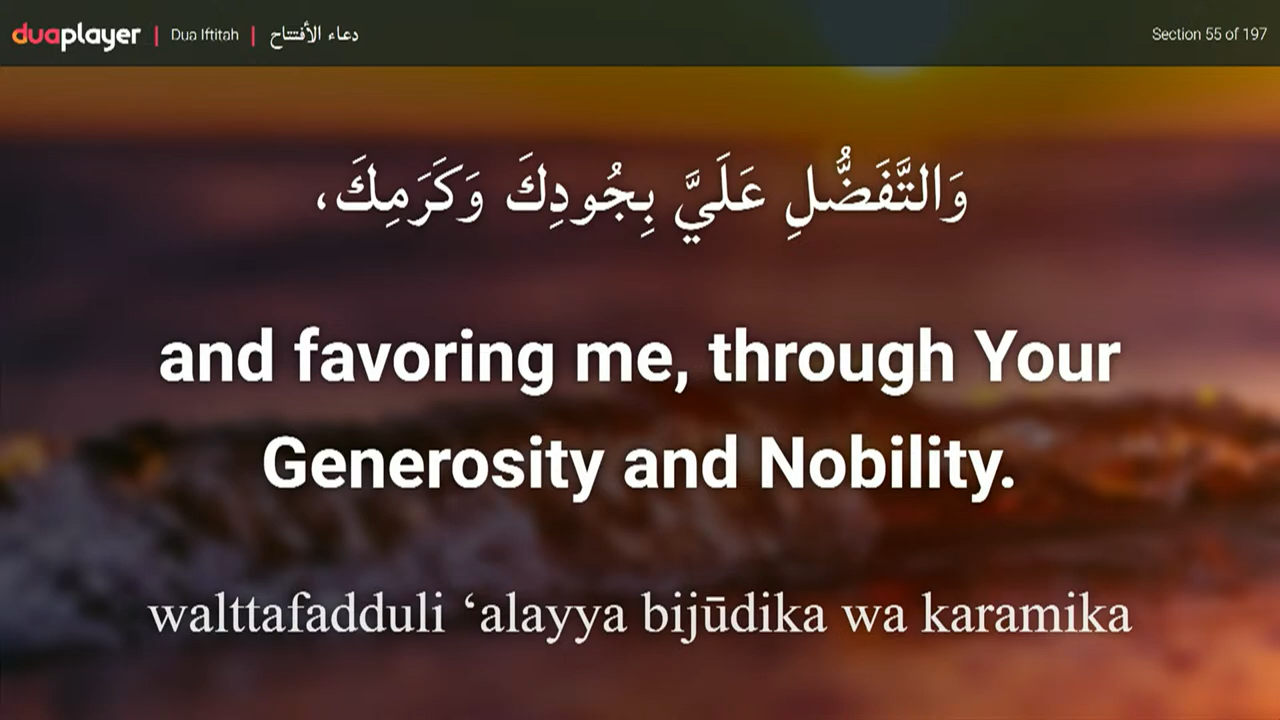 duaplayer | Dua Iftitah | دعاء الأفتتاح
Section 55 of 197
وَالتَّفَضُّلِ عَلَيَّ بِجُودِكَ وَكَرَمِكَ،
and favoring me, through Your
Generosity and Nobility.
walttafadduli ‘alayya bijūdika wa karamika